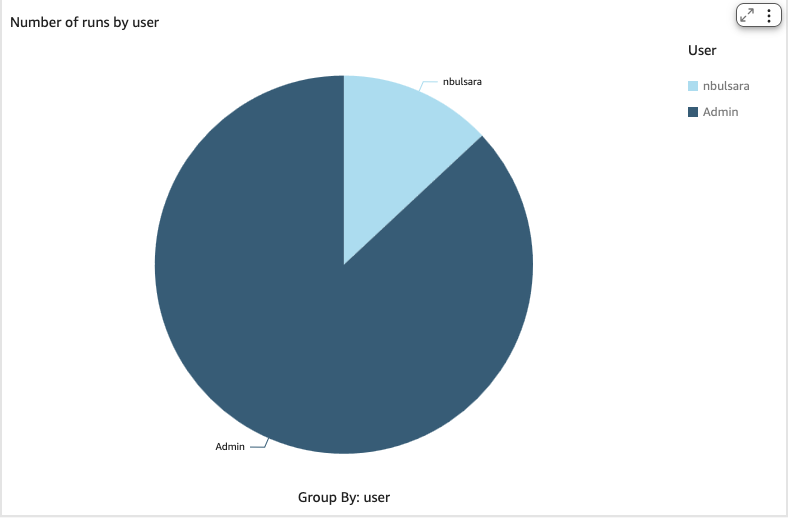 Number of runs by user
User
nbulsara
Admin
nbulsara
Admin
Group By: user